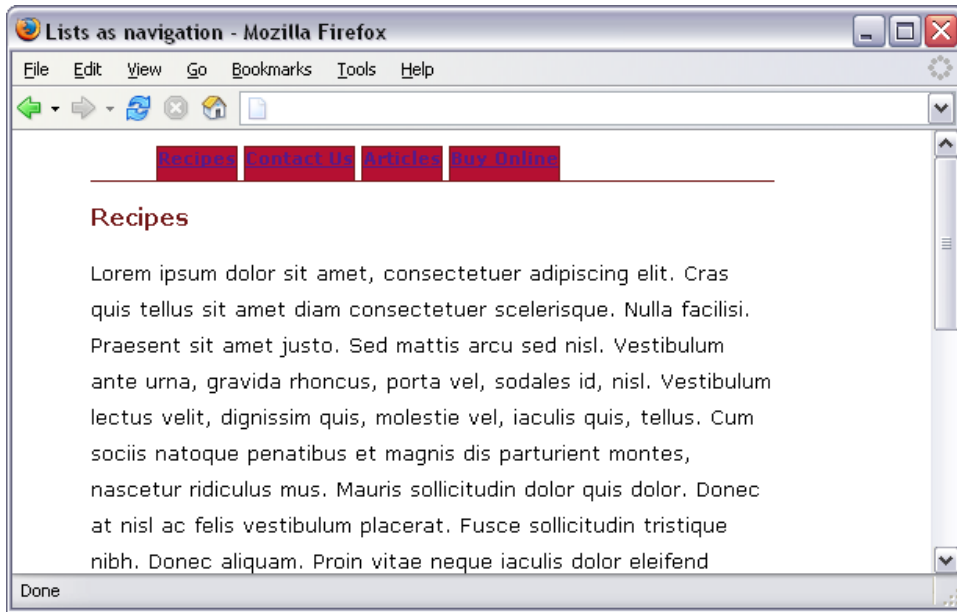 Lists as navigation - Mozilla Firefox
File Edit View Go Bookmarks Tools Help
Recipes Contact Us Articles Buy Online
Recipes
Lorem ipsum dolor sit amet, consectetuer adipiscing elit. Cras
quis tellus sit amet diam consectetuer scelerisque. Nulla facilisi.
Praesent sit amet justo. Sed mattis arcu sed nisl. Vestibulum
ante urna, gravida rhoncus, porta vel, sodales id, nisl. Vestibulum
lectus velit, dignissim quis, molestie vel, iaculis quis, tellus. Cum
sociis natoque penatibus et magnis dis parturient montes,
nascetur ridiculus mus. Mauris sollicitudin dolor quis dolor. Donec
at nisl ac felis vestibulum placerat. Fusce sollicitudin tristique
nibh. Donec aliquam. Proin vitae neque iaculis dolor eleifend
Done